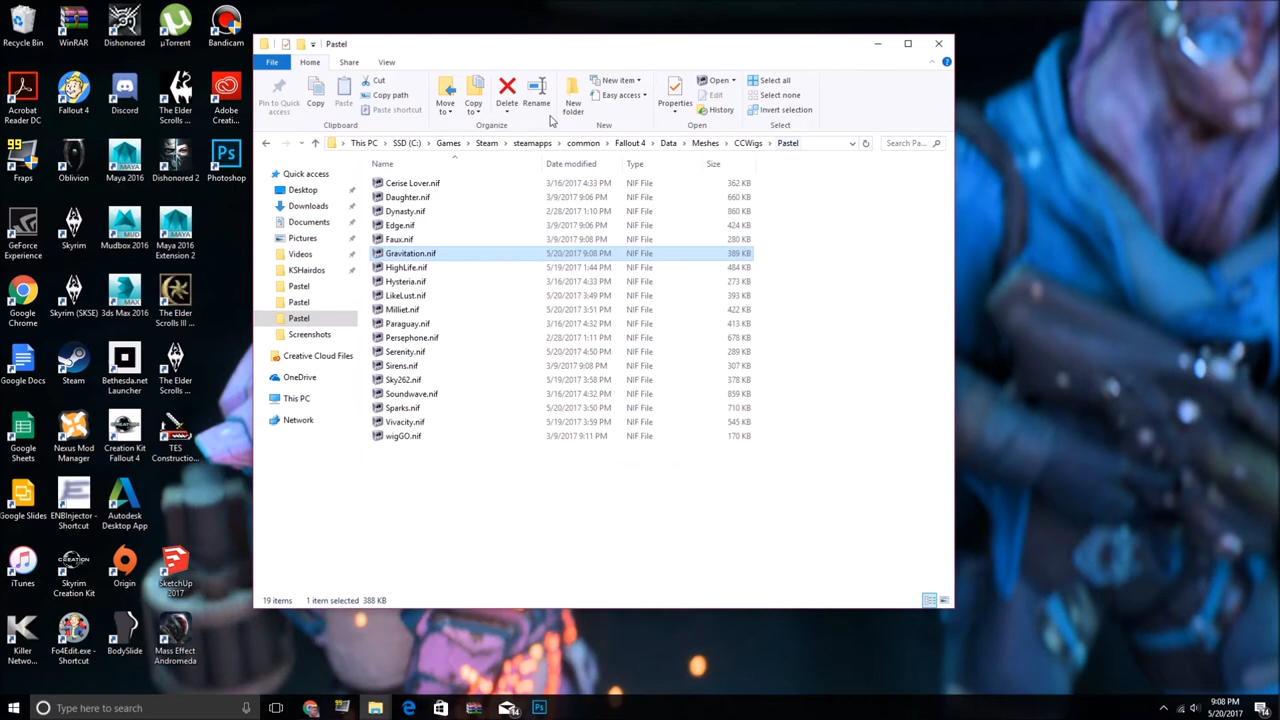 Recycle Bin
WinRAR
Dishonored
µTorrent
Bandicam
Acrobat Reader DC
Fallout 4
Discord
The Elder Scrolls ...
Adobe Creati...
99
Fraps
Oblivion
Maya 2016
Dishonored 2
Ps
Photoshop
GeForce Experience
Skyrim
Mudbox 2016
Maya 2016 Extension 2
Google Chrome
Skyrim (SKSE)
3ds Max 2016
The Elder Scrolls III ...
Google Docs
Steam
Bethesda.net Launcher
The Elder Scrolls ...
Google Sheets
Nexus Mod Manager
Creation Kit Fallout 4
TES Constructio...
Google Slides
ENBInjector - Shortcut
Autodesk Desktop App
iTunes
Skyrim Creation Kit
Origin
SketchUp 2017
Killer Netwo...
Fo4Edit.exe - Shortcut
BodySlide
Mass Effect Andromeda
Pastel
File Home Share View
Pin to Quick access
Copy
Paste
Cut
Copy path
Paste shortcut
Clipboard
Move to
Copy to
Delete
Rename
Organize
New folder
New item
Easy access
New
Properties
Open
Edit
History
Open
Select all
Select none
Invert selection
Select
This PC SSD (C:) Games Steam steamapps common Fallout 4 Data Meshes CCWigs Pastel
Search Pa...
Quick access
Desktop
Downloads
Documents
Pictures
Videos
KSHairdos
Pastel
Pastel
Pastel
Screenshots
Creative Cloud Files
OneDrive
This PC
Network
Name Date modified Type Size
Cerise Lover.nif 3/16/2017 4:33 PM NIF File 362 KB
Daughter.nif 3/9/2017 9:06 PM NIF File 660 KB
Dynasty.nif 2/28/2017 1:10 PM NIF File 860 KB
Edge.nif 3/9/2017 9:06 PM NIF File 424 KB
Faux.nif 3/9/2017 9:08 PM NIF File 280 KB
Gravitation.nif 5/20/2017 9:08 PM NIF File 389 KB
HighLife.nif 5/19/2017 1:44 PM NIF File 484 KB
Hysteria.nif 3/16/2017 4:33 PM NIF File 273 KB
LikeLust.nif 5/20/2017 3:49 PM NIF File 393 KB
Milliet.nif 5/20/2017 3:49 PM NIF File 422 KB
Paraguay.nif 3/16/2017 4:32 PM NIF File 413 KB
Persephone.nif 2/28/2017 1:11 PM NIF File 678 KB
Serenity.nif 5/20/2017 4:50 PM NIF File 289 KB
Sirens.nif 3/9/2017 9:08 PM NIF File 307 KB
Sky262.nif 5/19/2017 3:58 PM NIF File 378 KB
Soundwave.nif 3/16/2017 4:32 PM NIF File 859 KB
Sparks.nif 5/20/2017 3:50 PM NIF File 710 KB
Vivacity.nif 5/19/2017 3:59 PM NIF File 545 KB
wigGO.nif 3/9/2017 9:11 PM NIF File 170 KB
19 items 1 item selected 388 KB
Type here to search
14
Ps
9:08 PM
5/20/2017
14